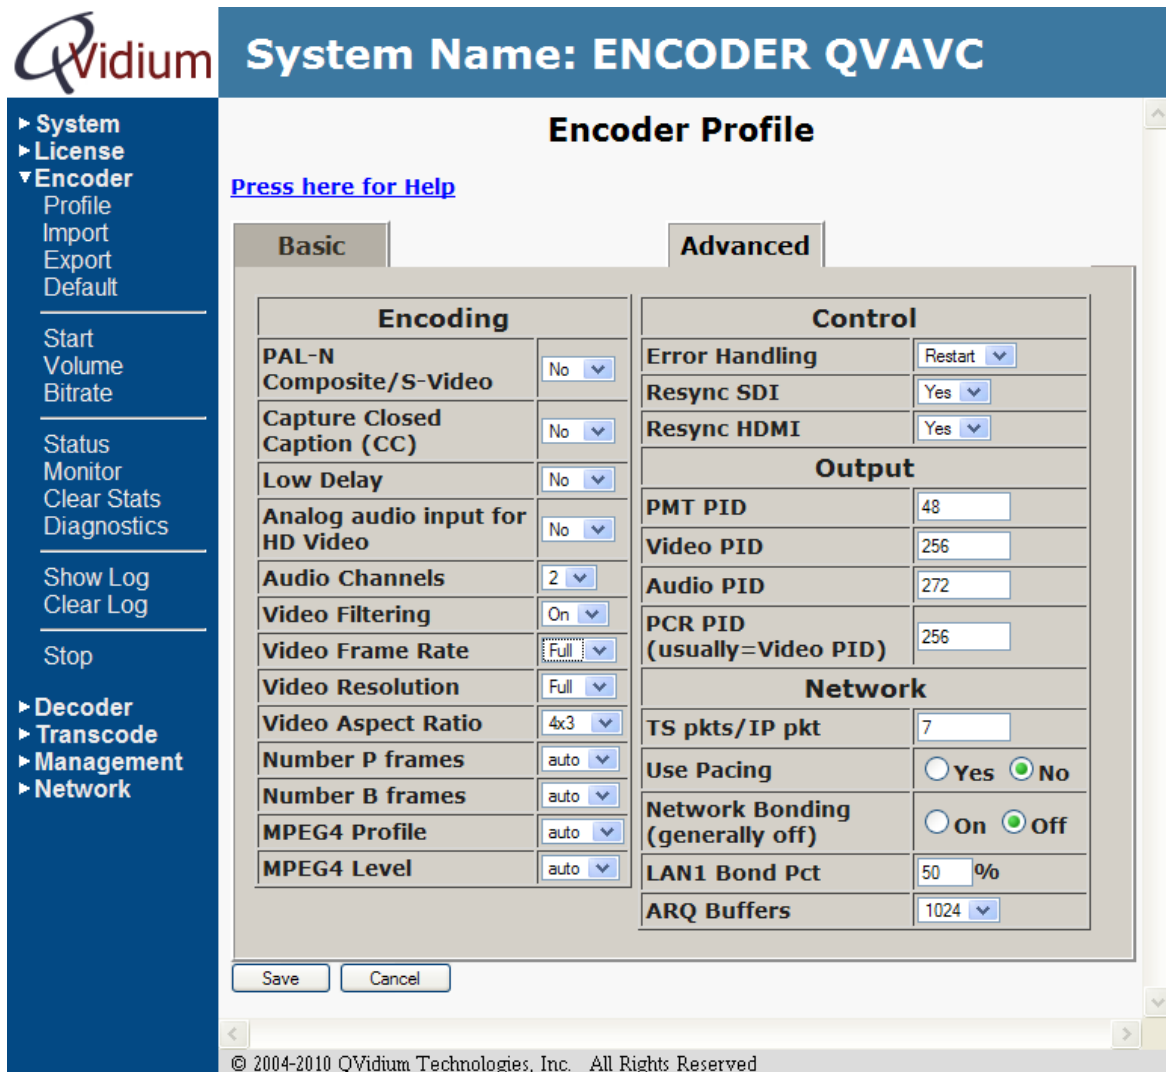 QVidium
System Name: ENCODER QVAVC
System
License
Encoder
Profile
Import
Export
Default
Start
Volume
Bitrate
Status
Monitor
Clear Stats
Diagnostics
Show Log
Clear Log
Stop
Decoder
Transcode
Management
Network
Encoder Profile
Press here for Help
Basic
Advanced
Encoding
PAL-N
Composite/S-Video No
Capture Closed
Caption (CC) No
Low Delay No
Analog audio input for
HD Video No
Audio Channels 2
Video Filtering On
Video Frame Rate Full
Video Resolution Full
Video Aspect Ratio 4x3
Number P frames auto
Number B frames auto
MPEG4 Profile auto
MPEG4 Level auto
Control
Error Handling Restart
Resync SDI Yes
Resync HDMI Yes
Output
PMT PID 48
Video PID 256
Audio PID 272
PCR PID
(usually=Video PID) 256
Network
TS pkts/IP pkt 7
Use Pacing Yes No
Network Bonding
(generally off) On Off
LAN1 Bond Pct 50 %
ARQ Buffers 1024
Save Cancel
© 2004-2010 QVidium Technologies, Inc. All Rights Reserved